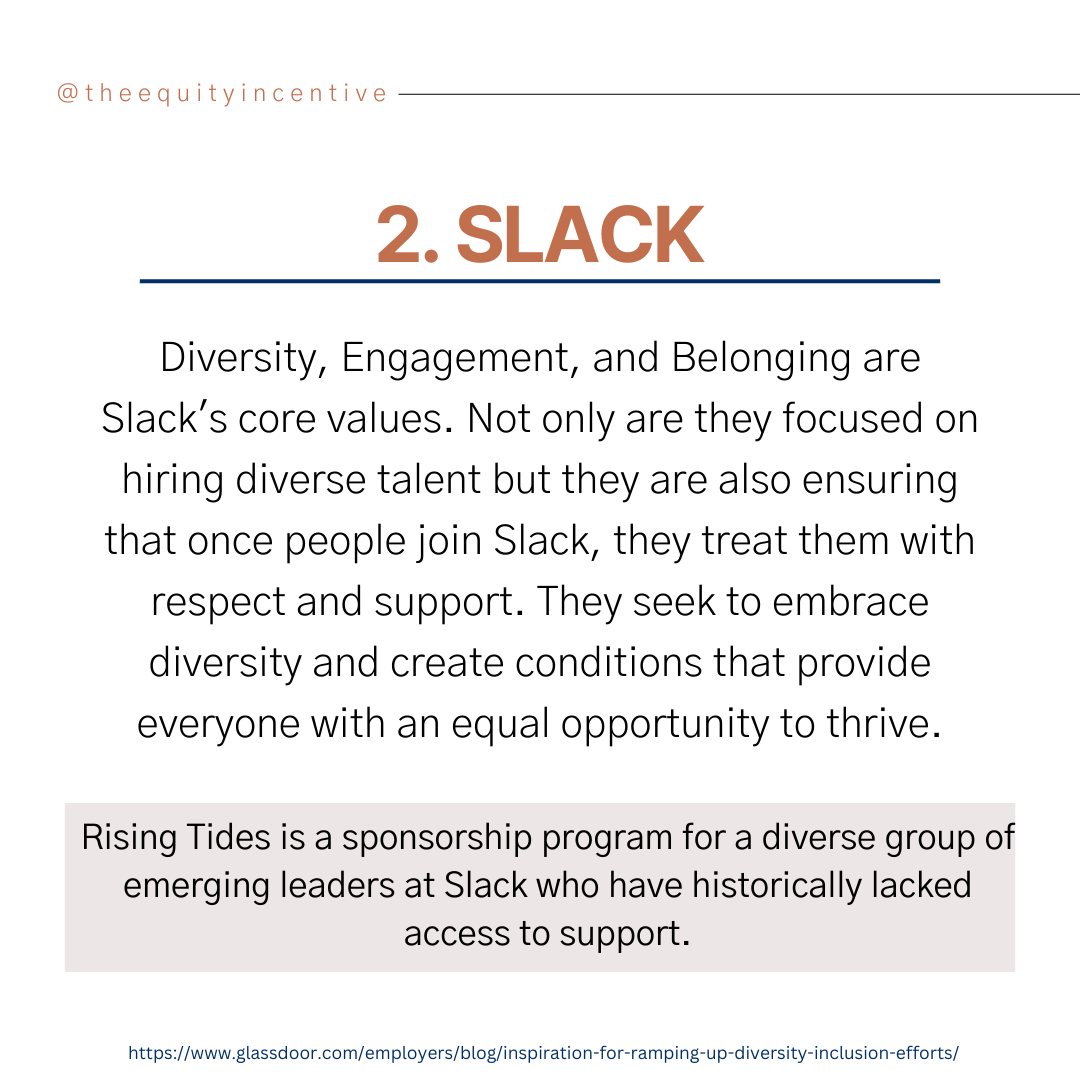 @theequityincentive
2. SLACK
Diversity, Engagement, and Belonging are
Slack’s core values. Not only are they focused on
hiring diverse talent but they are also ensuring
that once people join Slack, they treat them with
respect and support. They seek to embrace
diversity and create conditions that provide
everyone with an equal opportunity to thrive.
Rising Tides is a sponsorship program for a diverse group of
emerging leaders at Slack who have historically lacked
access to support.
https://www.glassdoor.com/employers/blog/inspiration-for-ramping-up-diversity-inclusion-efforts/